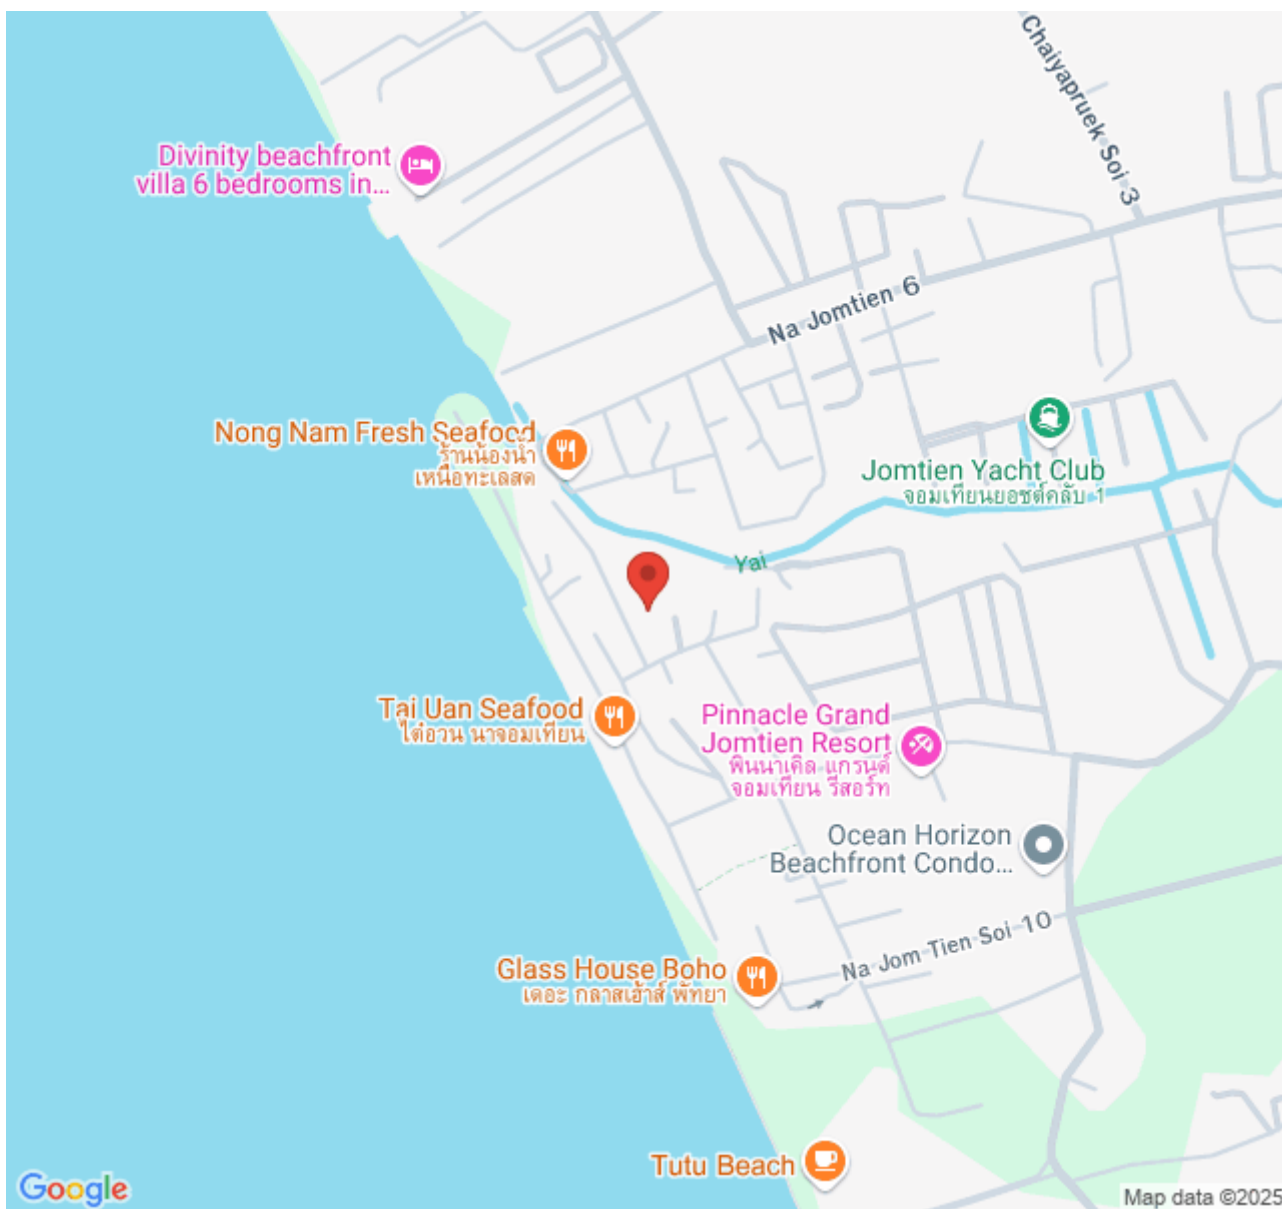 Chaiyapruek Soi 3
Divinity beachfront
villa 6 bedrooms in...
Na Jomtien 6
Nong Nam Fresh Seafood
ร้านน้องน้ำ
เหนือทะเลสด
Jomtien Yacht Club
จอมเทียนยอชต์คลับ 1
Yai
Tai Uan Seafood
ไต๋อวน นาจอมเทียน
Pinnacle Grand
Jomtien Resort
พินนาเคิล แกรนด์
จอมเทียน รีสอร์ท
Ocean Horizon
Beachfront Condo...
Na Jom Tien Soi 10
Glass House Boho
เดอะ กลาสเฮ้าส์ พัทยา
Tutu Beach
Google
Map data ©2025